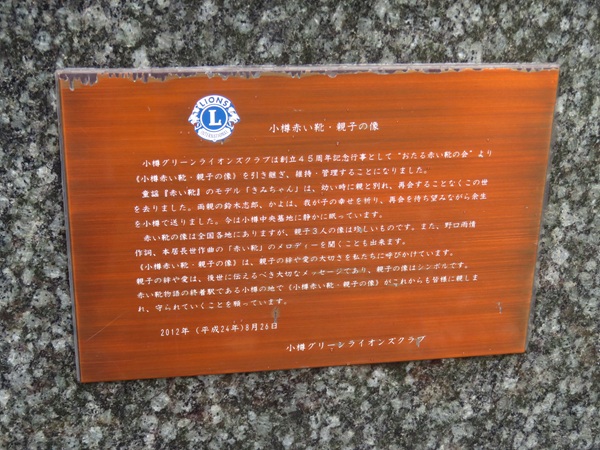 LIONS
L
小樽赤い靴・親子の像
小樽グリーンライオンズクラブは創立４５周年記念行事として“おたる赤い靴の会”より
《小樽赤い靴・親子の像》を引き継ぎ、維持・管理することになりました。
童謡『赤い靴』のモデル「きみちゃん」は、幼い時に親と別れ、再会することなくこの世
を去りました。両親の鈴木志郎、かよは、我が子の幸せを祈り、再会を待ち望みながら余生
を小樽で送りました。今は小樽中央墓地に静かに眠っています。
赤い靴の像は全国各地にありますが、親子３人の像は珍しいものです。また、野口雨情
作詞、本居長世作曲の「赤い靴」のメロディーを聞くことも出来ます。
《小樽赤い靴・親子の像》は、親子の絆や愛の大切さを私たちに呼びかけています。
親子の絆や愛は、後世に伝えるべき大切なメッセージであり、親子の像はシンボルです。
赤い靴物語の終着駅である小樽の地で《小樽赤い靴・親子の像》がこれからも皆様に親しま
れ、守られていくことを願っています。
2012年（平成24年）8月26日
小樽グリーンライオンズクラブ